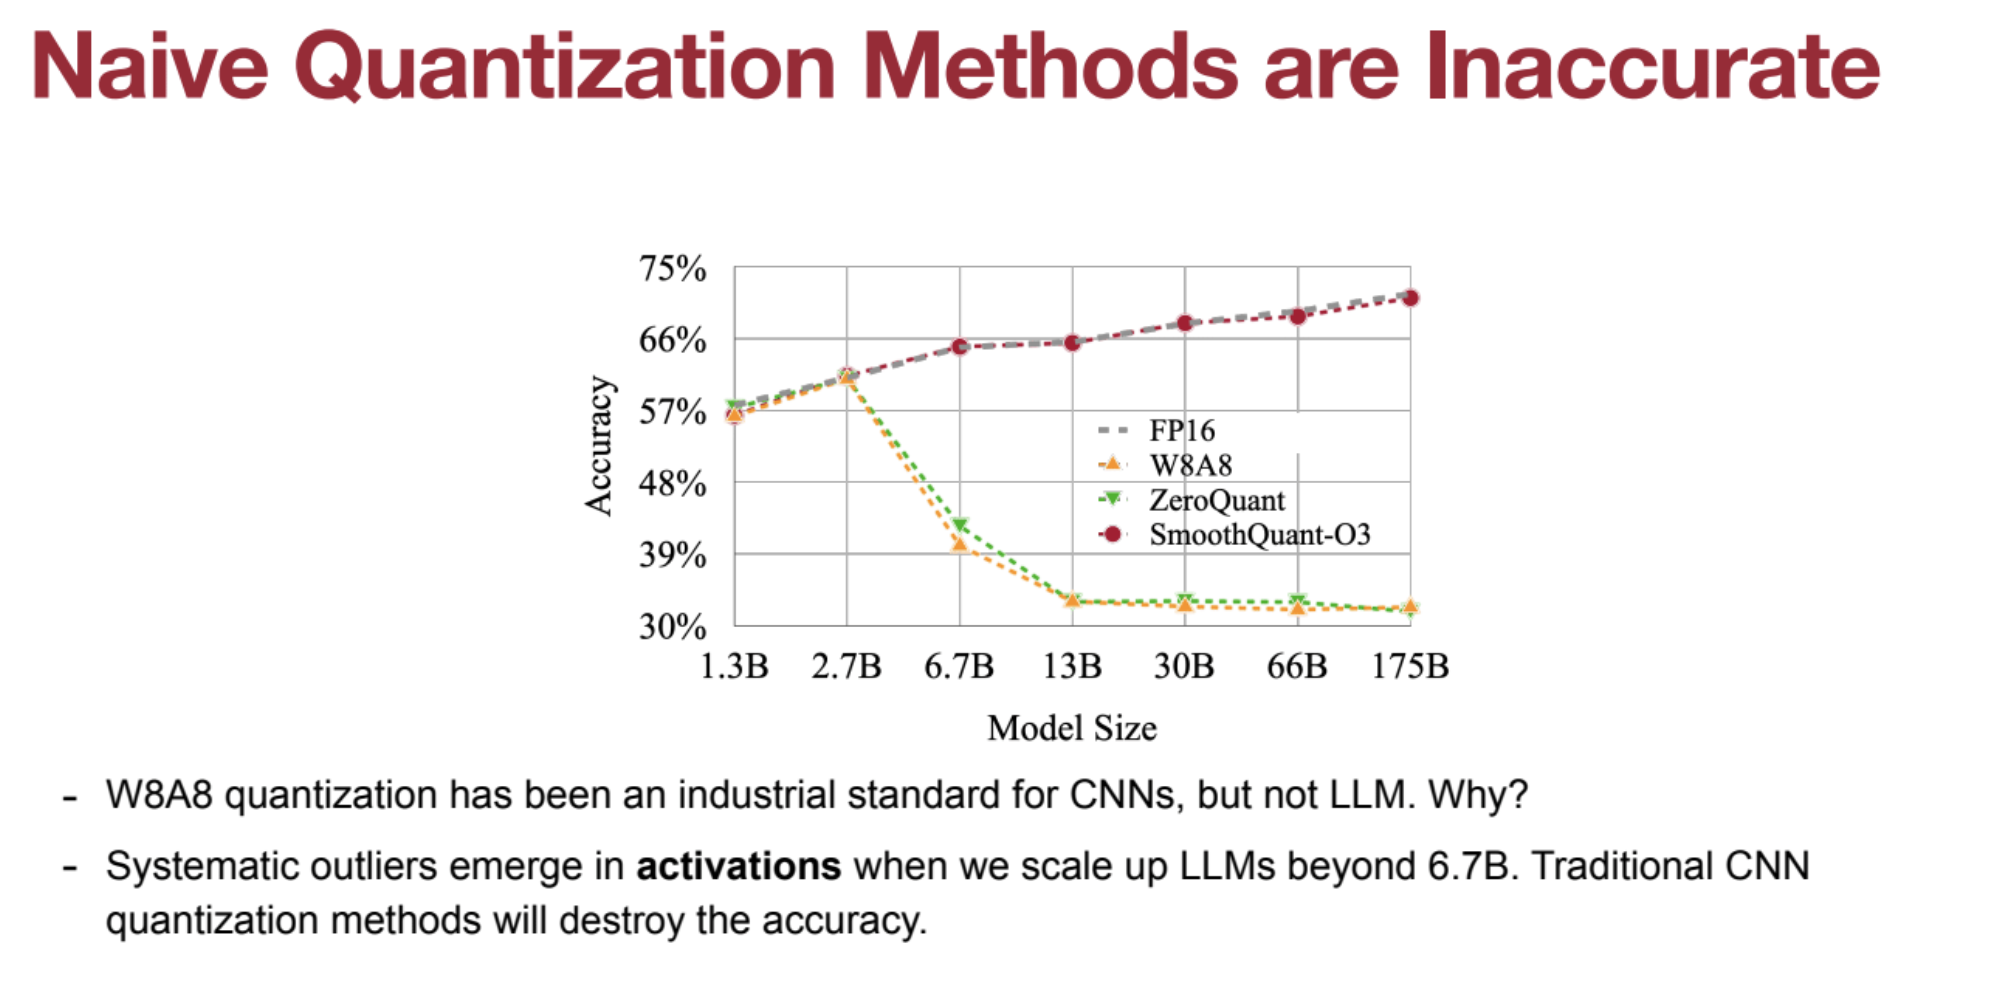 Naive Quantization Methods are Inaccurate
75%
66%
57%
48%
39%
30%
Accuracy
FP16
W8A8
ZeroQuant
SmoothQuant-O3
1.3B 2.7B 6.7B 13B 30B 66B 175B
Model Size
- W8A8 quantization has been an industrial standard for CNNs, but not LLM. Why?
- Systematic outliers emerge in activations when we scale up LLMs beyond 6.7B. Traditional CNN
quantization methods will destroy the accuracy.